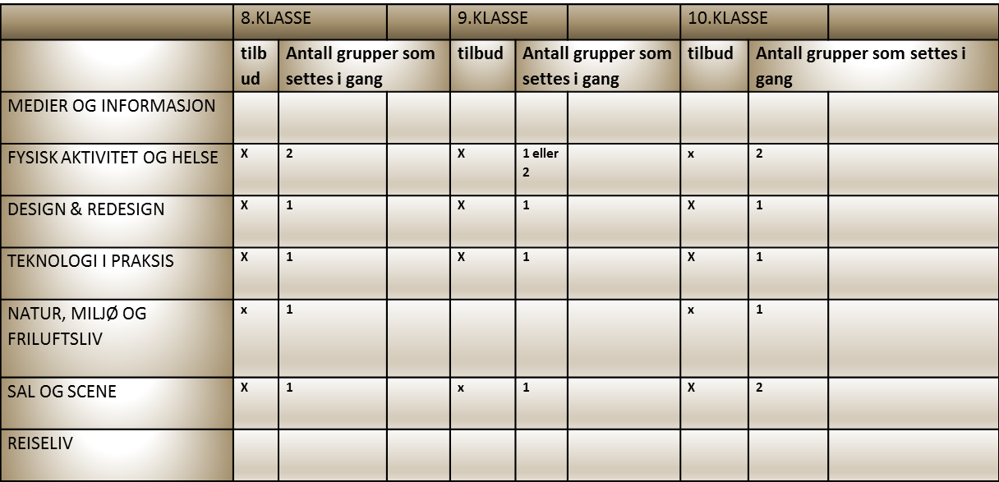 8.KLASSE 9.KLASSE 10.KLASSE
tilb
ud Antall grupper som
settes i gang tilbud Antall grupper som
settes i gang tilbud Antall grupper som settes i
gang
MEDIER OG INFORMASJON
FYSISK AKTIVITET OG HELSE X 2 X 1 eller
2 x 2
DESIGN & REDESIGN X 1 X 1 X 1
TEKNOLOGI I PRAKSIS X 1 X 1 X 1
NATUR, MILJØ OG
FRILUFTSLIV x 1 x 1
SAL OG SCENE X 1 x 1 X 2
REISELIV